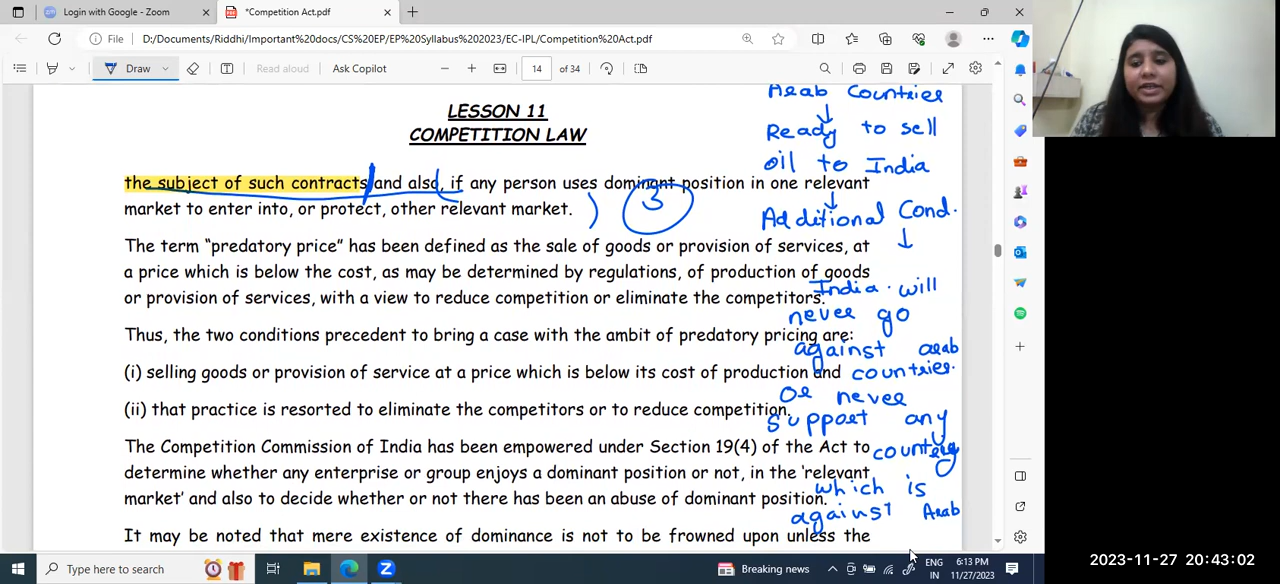 Login with Zoom
*Competition Act.pdf
File
D:/Documents/Riddhi/Important%20docs/CS%20EP/EP%20Syllabus%202023/EC-IPL/Competition%20Act.pdf
Draw
Read aloud
Ask Copilot
14
of 34
LESSON 11
COMPETITION LAW
the subject of such contracts and also, if any person uses dominant position in one relevant
market to enter into, or protect, other relevant market.
3
The term “predatory price” has been defined as the sale of goods or provision of services, at
a price which is below the cost, as may be determined by regulations, of production of goods
or provision of services, with a view to reduce competition or eliminate the competitors.
Thus, the two conditions precedent to bring a case with the ambit of predatory pricing are:
(i) selling goods or provision of service at a price which is below its cost of production and
(ii) that practice is resorted to eliminate the competitors or to reduce competition.
The Competition Commission of India has been empowered under Section 19(4) of the Act to
determine whether any enterprise or group enjoys a dominant position or not, in the ‘relevant
market’ and also to decide whether or not there has been an abuse of dominant position.
It may be noted that mere existence of dominance is not to be frowned upon unless the
Arab Countries
Ready to sell
oil to India
Additional Cond.
India will
never go
against arab
countries.
or never
support any
country
which is
against Arab
Type here to search
Breaking news
ENG
IN
6:13 PM
11/27/2023
2023-11-27 20:43:02